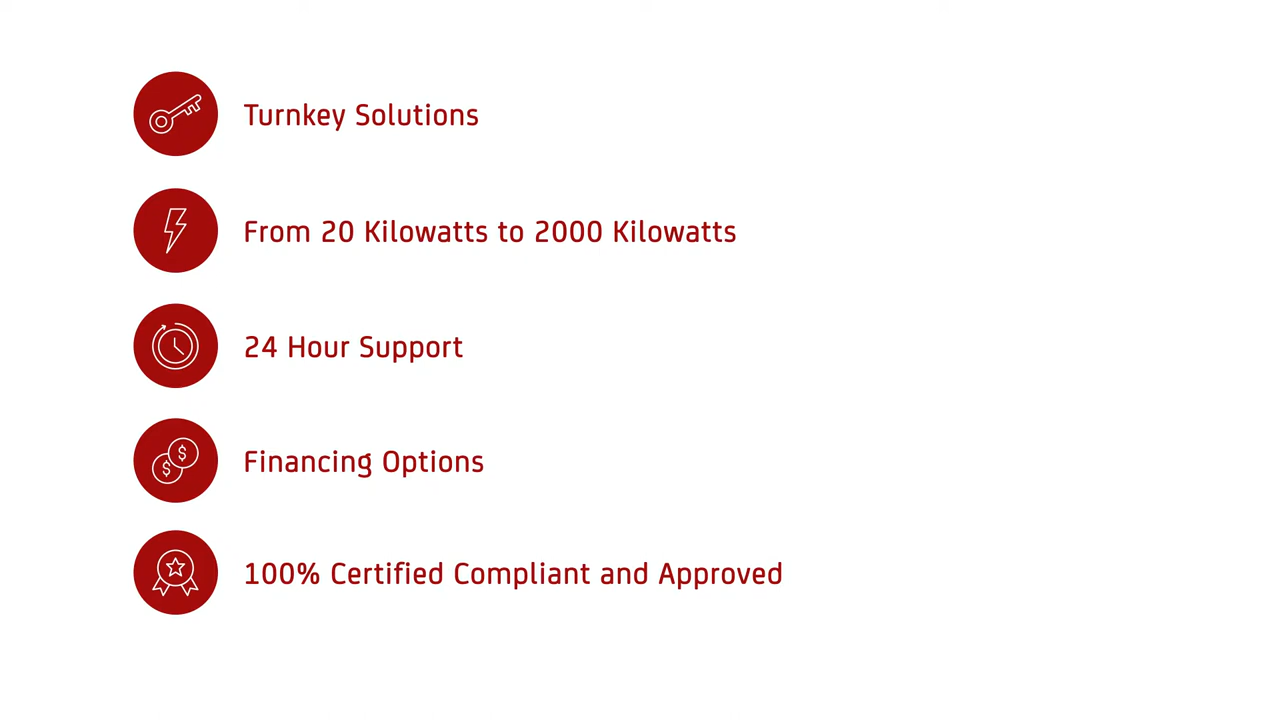 Turnkey Solutions
From 20 Kilowatts to 2000 Kilowatts
24 Hour Support
$ $
Financing Options
100% Certified Compliant and Approved